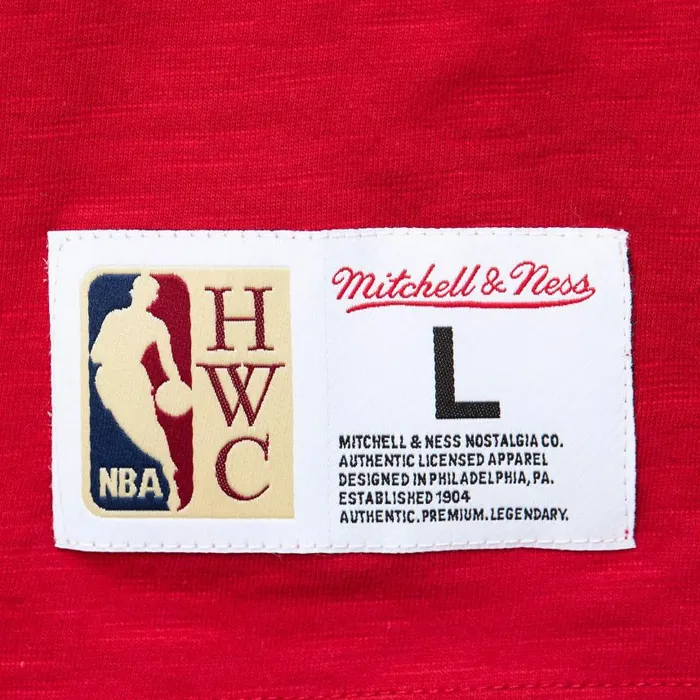 NBA
H
W
C
Mitchell & Ness
L
MITCHELL & NESS NOSTALGIA CO.
AUTHENTIC LICENSED APPAREL
DESIGNED IN PHILADELPHIA, PA.
ESTABLISHED 1904
AUTHENTIC. PREMIUM. LEGENDARY.